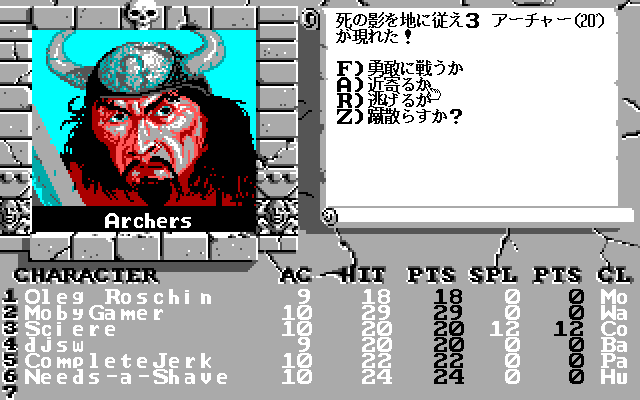 死の影を地に従え3 アーチャー(20')
が現れた!
F)勇敢に戦うか
A)近寄るか
R)逃げるか
Z)蹴散らすか?
Archers
CHARACTER AC HIT PTS SPL PTS CL
1 Oleg Roschin 9 18 18 0 0 Mo
2 MobyGamer 10 29 29 0 0 Wa
3 Sciere 10 20 20 12 12 Co
4 djsw 9 20 20 0 0 Ba
5 CompleteJerk 10 22 22 0 0 Pa
6 Needs-a-Shave 10 24 24 0 0 Hu
7